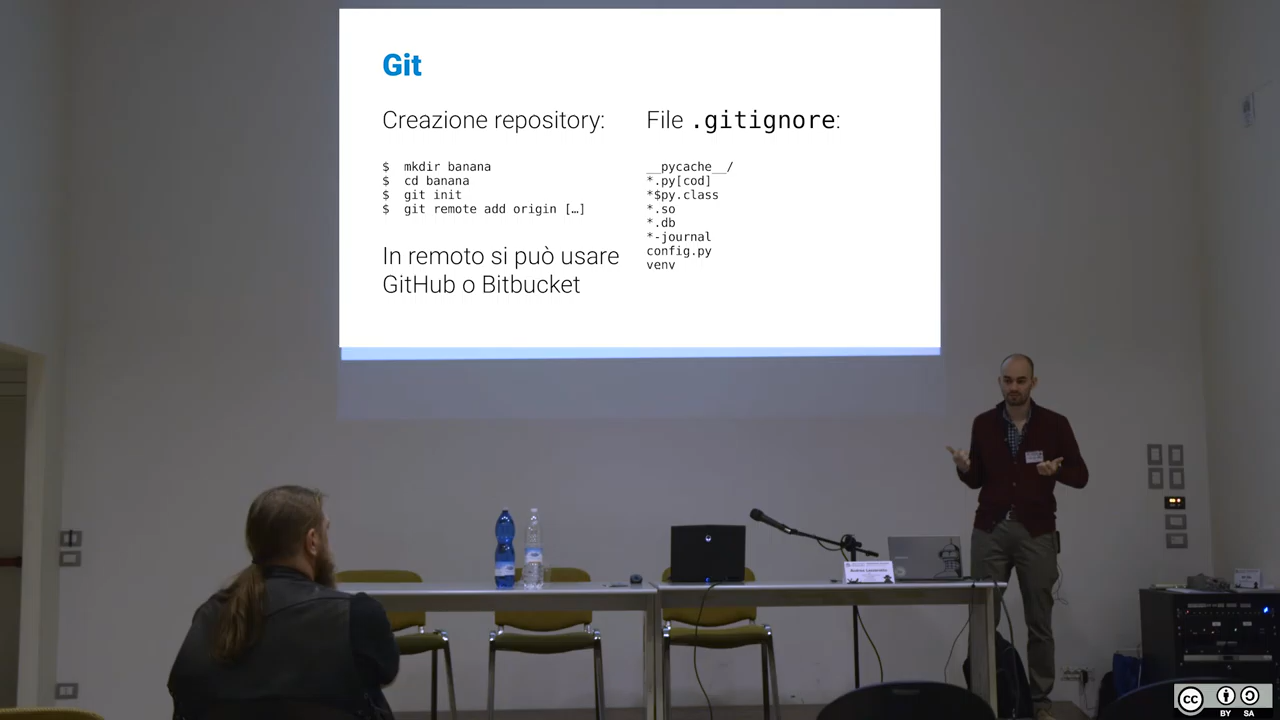 Git
Creazione repository:
$ mkdir banana
$ cd banana
$ git init
$ git remote add origin […]
In remoto si può usare
GitHub o Bitbucket
File .gitignore:
__pycache__/
*.py[cod]
*$py.class
*.so
*.db
*-journal
config.py
venv
cc
BY SA